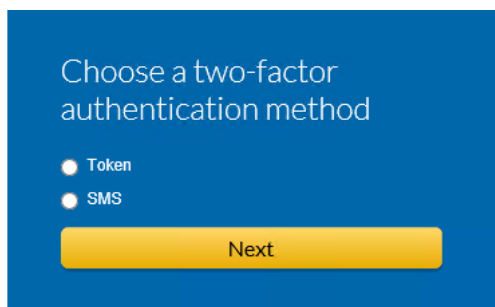 Choose a two-factor
authentication method
Token
SMS
Next